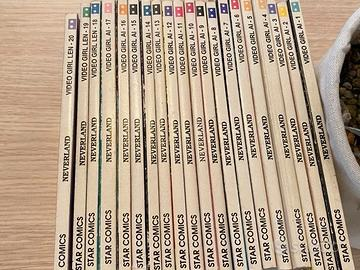 COMICS NEVERLAND VIDEO GIRL LEN - 20
STAR COMICS NEVERLAND VIDEO GIRL LEN - 19
STAR COMICS NEVERLAND VIDEO GIRL LEN - 18
STAR COMICS NEVERLAND VIDEO GIRL AI - 17
STAR COMICS NEVERLAND VIDEO GIRL AI - 16
STAR COMICS NEVERLAND VIDEO GIRL AI - 15
STAR COMICS NEVERLAND VIDEO GIRL AI - 14
STAR COMICS NEVERLAND VIDEO GIRL AI - 13
STAR COMICS NEVERLAND VIDEO GIRL AI - 12
STAR COMICS NEVERLAND VIDEO GIRL AI - 11
STAR COMICS NEVERLAND VIDEO GIRL AI - 10
STAR COMICS NEVERLAND VIDEO GIRL AI - 9
STAR COMICS NEVERLAND VIDEO GIRL AI - 8
STAR COMICS NEVERLAND VIDEO GIRL AI - 7
STAR COMICS NEVERLAND VIDEO GIRL AI - 6
STAR COMICS NEVERLAND VIDEO GIRL AI - 5
STAR COMICS NEVERLAND VIDEO GIRL AI - 4
STAR COMICS NEVERLAND VIDEO GIRL AI - 3
STAR COMICS NEVERLAND VIDEO GIRL AI - 2
STAR COMICS NEVERLAND VIDEO GIRL AI - 1